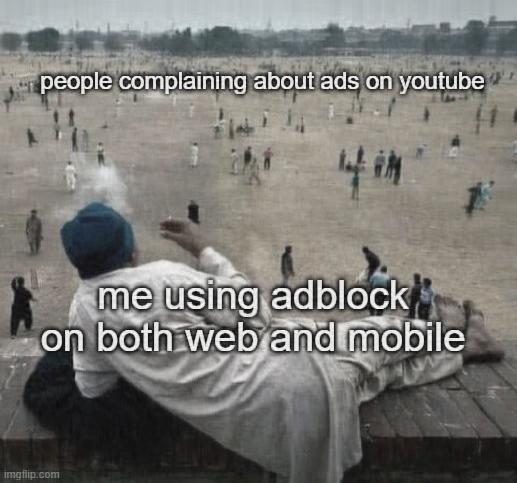 people complaining about ads on youtube
me using adblock
on both web and mobile
imgflip.com